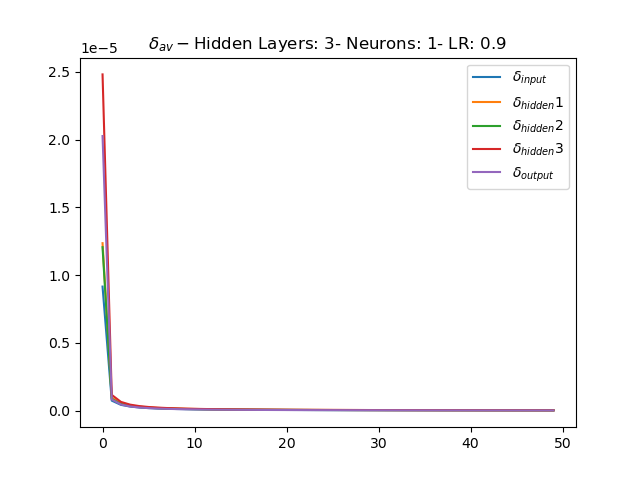 δav − Hidden Layers: 3- Neurons: 1- LR: 0.9
1e−5
2.5
2.0
1.5
1.0
0.5
0.0
0 10 20 30 40 50
δinput
δhidden1
δhidden2
δhidden3
δoutput